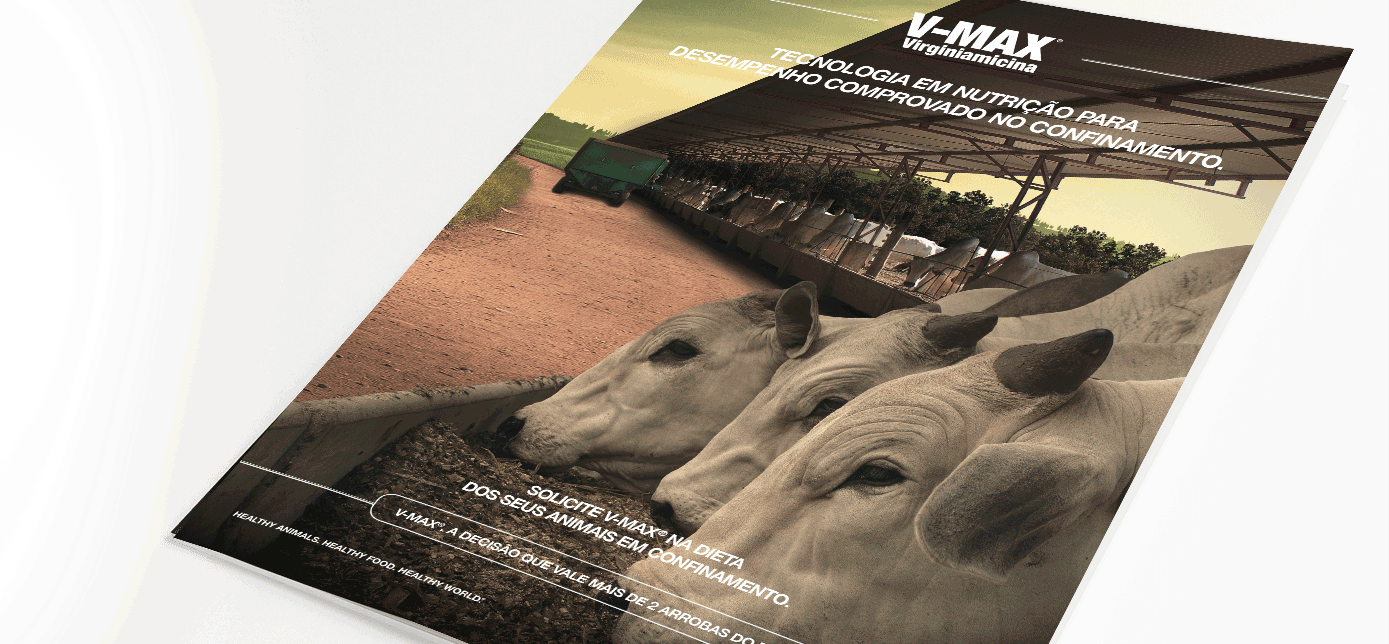 V-MAX®
Virginiamicina
TECNOLOGIA EM NUTRIÇÃO PARA
DESEMPENHO COMPROVADO NO CONFINAMENTO.
SOLICITE V-MAX® NA DIETA
DOS SEUS ANIMAIS EM CONFINAMENTO.
V-MAX®. A DECISÃO QUE VALE MAIS DE 2 ARROBAS DO
HEALTHY ANIMALS. HEALTHY FOOD. HEALTHY WORLD.